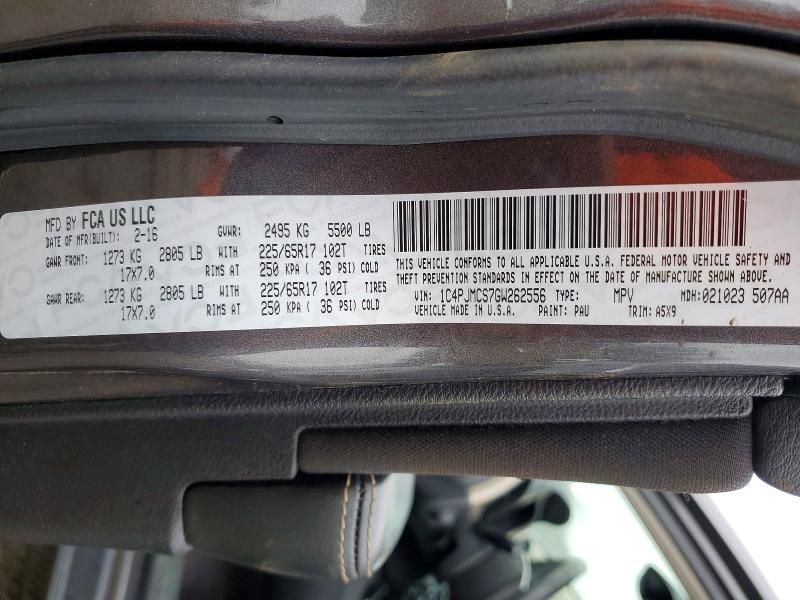 MFD BY FCA US LLC
DATE OF MFR(BUILT): 2-16 GVWR: 2495 KG 5500 LB
GAWR FRONT: 1273 KG 2805 LB WITH 225/65R17 102T TIRES
17X7.0 RIMS AT 250 KPA ( 36 PSI) COLD
GAWR REAR: 1273 KG 2805 LB WITH 225/65R17 102T TIRES
17X7.0 RIMS AT 250 KPA ( 36 PSI) COLD
THIS VEHICLE CONFORMS TO ALL APPLICABLE U.S.A. FEDERAL MOTOR VEHICLE SAFETY AND
THEFT PREVENTION STANDARDS IN EFFECT ON THE DATE OF MANUFACTURE SHOWN ABOVE.
VIN: 1C4PJMCS7GW262556 TYPE: MPV MDH: 021023 507AA
VEHICLE MADE IN U.S.A. PAINT: PAU TRIM: A5X9